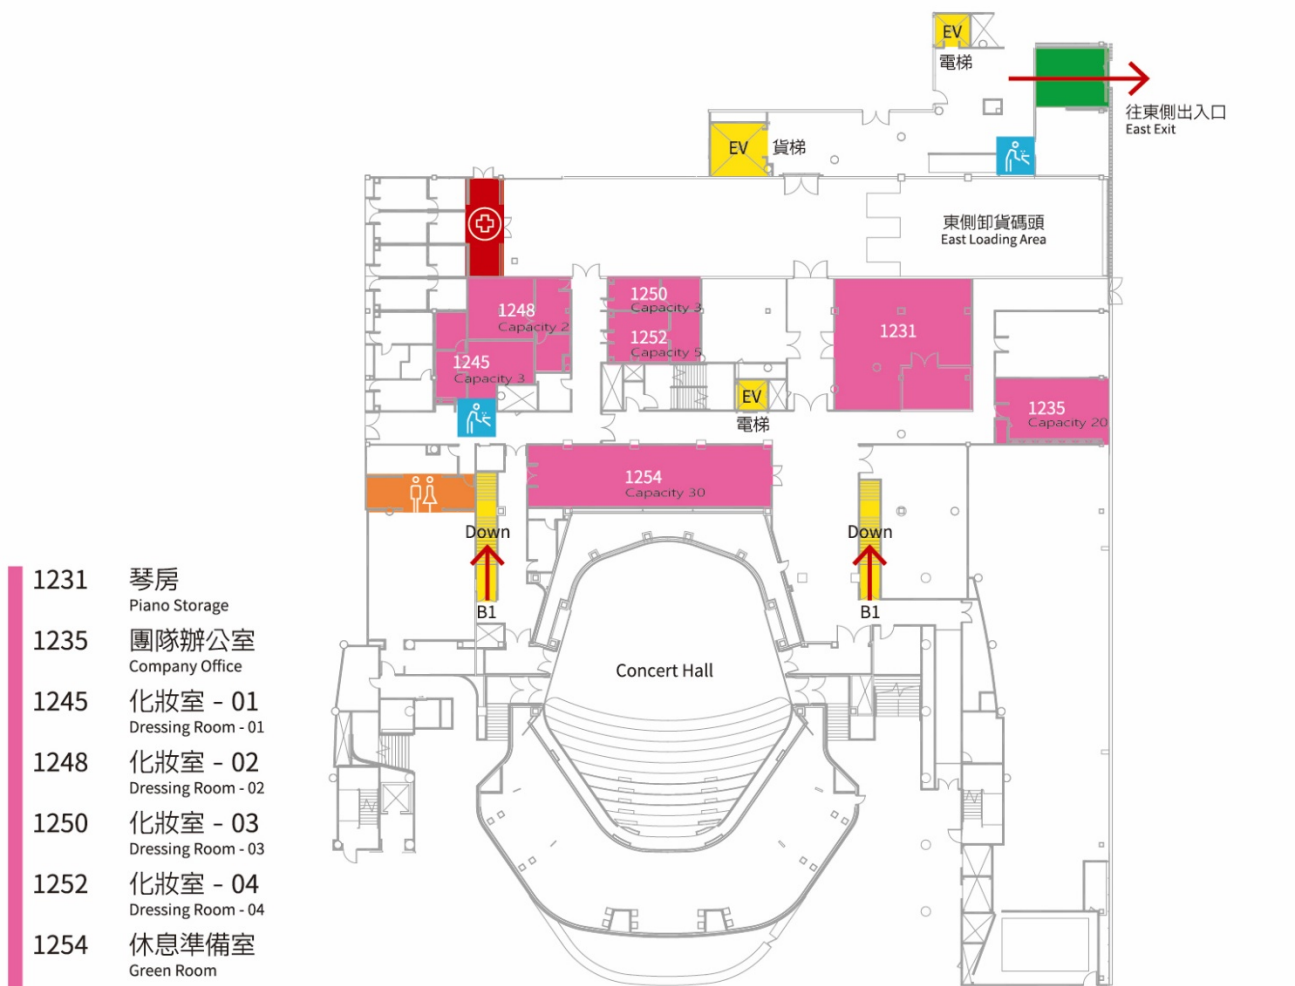 EV
電梯
往東側出入口
East Exit
EV
貨梯
東側卸貨碼頭
East Loading Area
1248
Capacity 2
1250
Capacity 3
1252
Capacity 5
1231
1245
Capacity 3
EV
電梯
1235
Capacity 20
1254
Capacity 30
Down
B1
Down
B1
Concert Hall
1231 琴房
Piano Storage
1235 團隊辦公室
Company Office
1245 化妝室 - 01
Dressing Room - 01
1248 化妝室 - 02
Dressing Room - 02
1250 化妝室 - 03
Dressing Room - 03
1252 化妝室 - 04
Dressing Room - 04
1254 休息準備室
Green Room